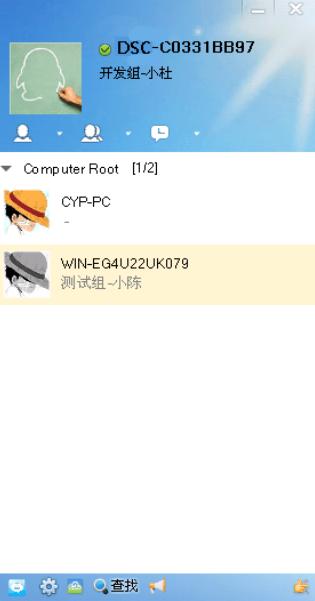 DSC-C0331BB97
开发组-小杜
Computer Root [1/2]
CYP-PC
-
WIN-EG4U22UK079
测试组-小陈
查找